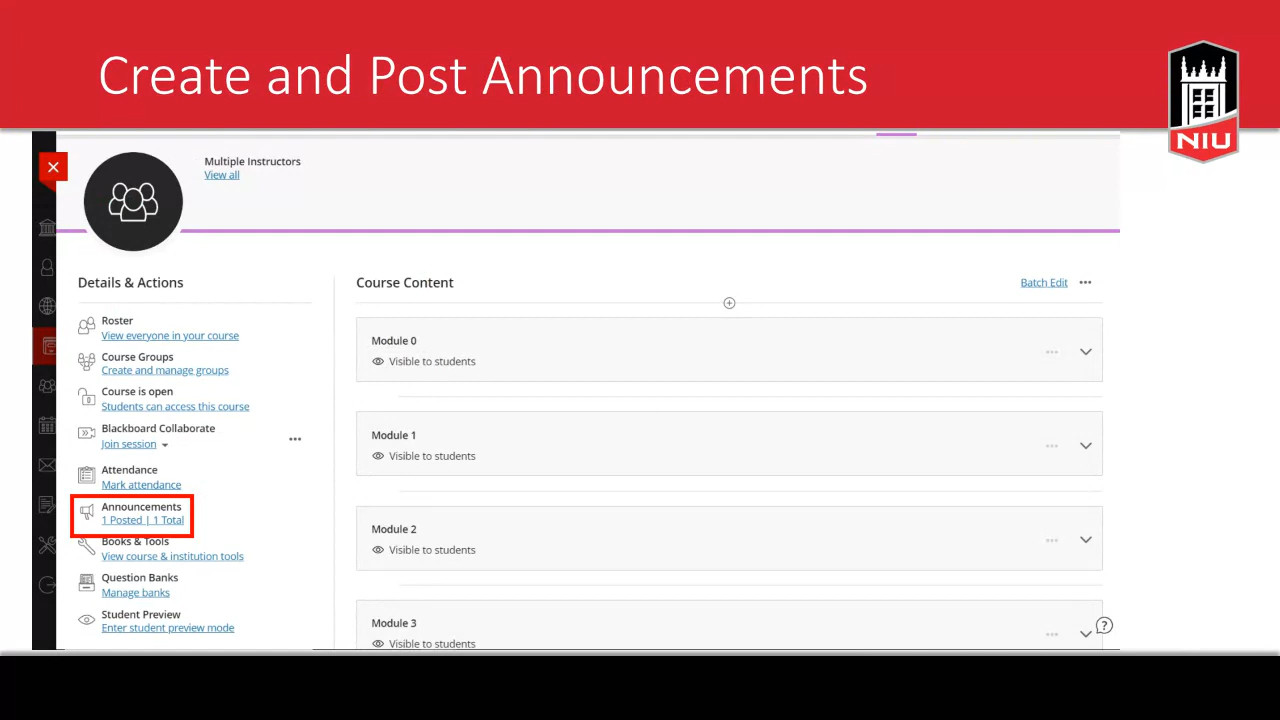 Create and Post Announcements
NIU
Multiple Instructors
View all
Details & Actions
Roster
View everyone in your course
Course Groups
Create and manage groups
Course is open
Students can access this course
Blackboard Collaborate
Join session
Attendance
Mark attendance
Announcements
1 Posted | 1 Total
Books & Tools
View course & institution tools
Question Banks
Manage banks
Student Preview
Enter student preview mode
Course Content
Batch Edit
Module 0
Visible to students
Module 1
Visible to students
Module 2
Visible to students
Module 3
Visible to students